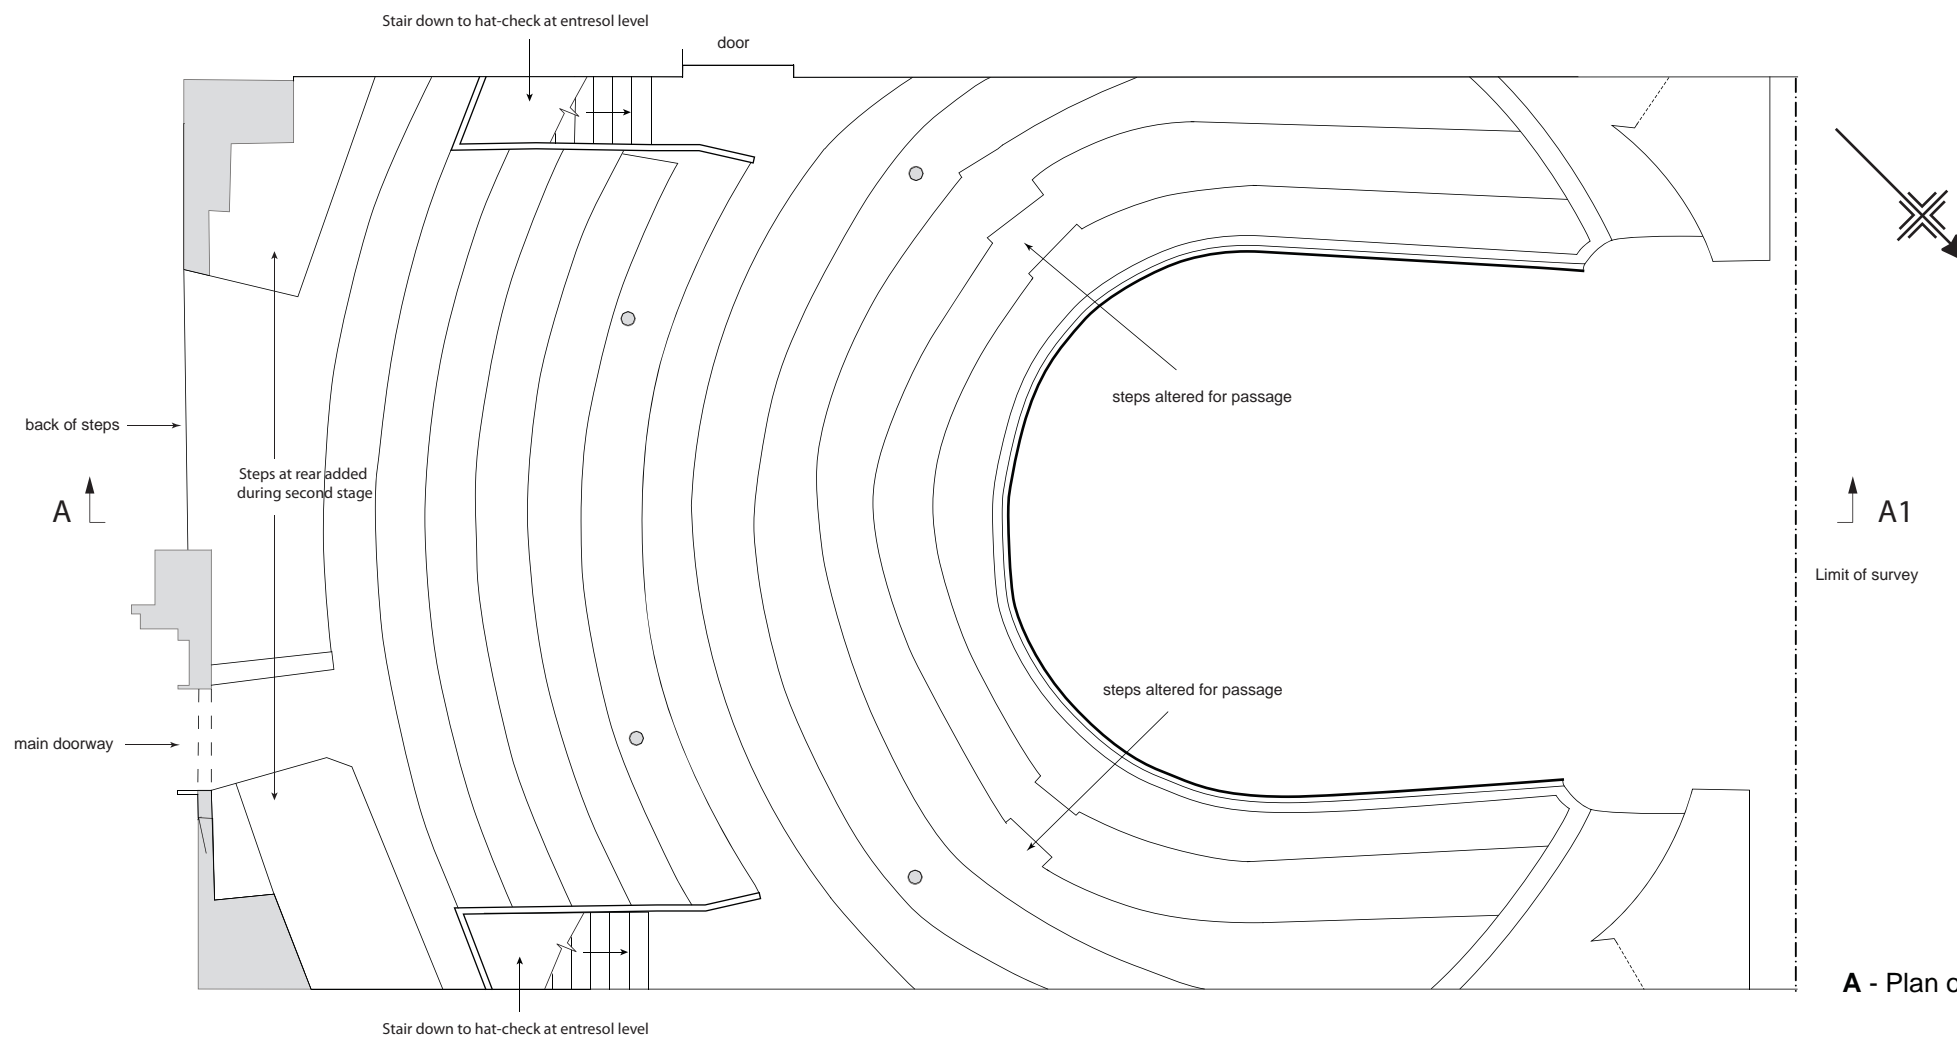 Stair down to hat-check at entresol level
door
steps altered for passage
back of steps
Steps at rear added
during second stage
A
A1
Limit of survey
steps altered for passage
main doorway
A - Plan
Stair down to hat-check at entresol level